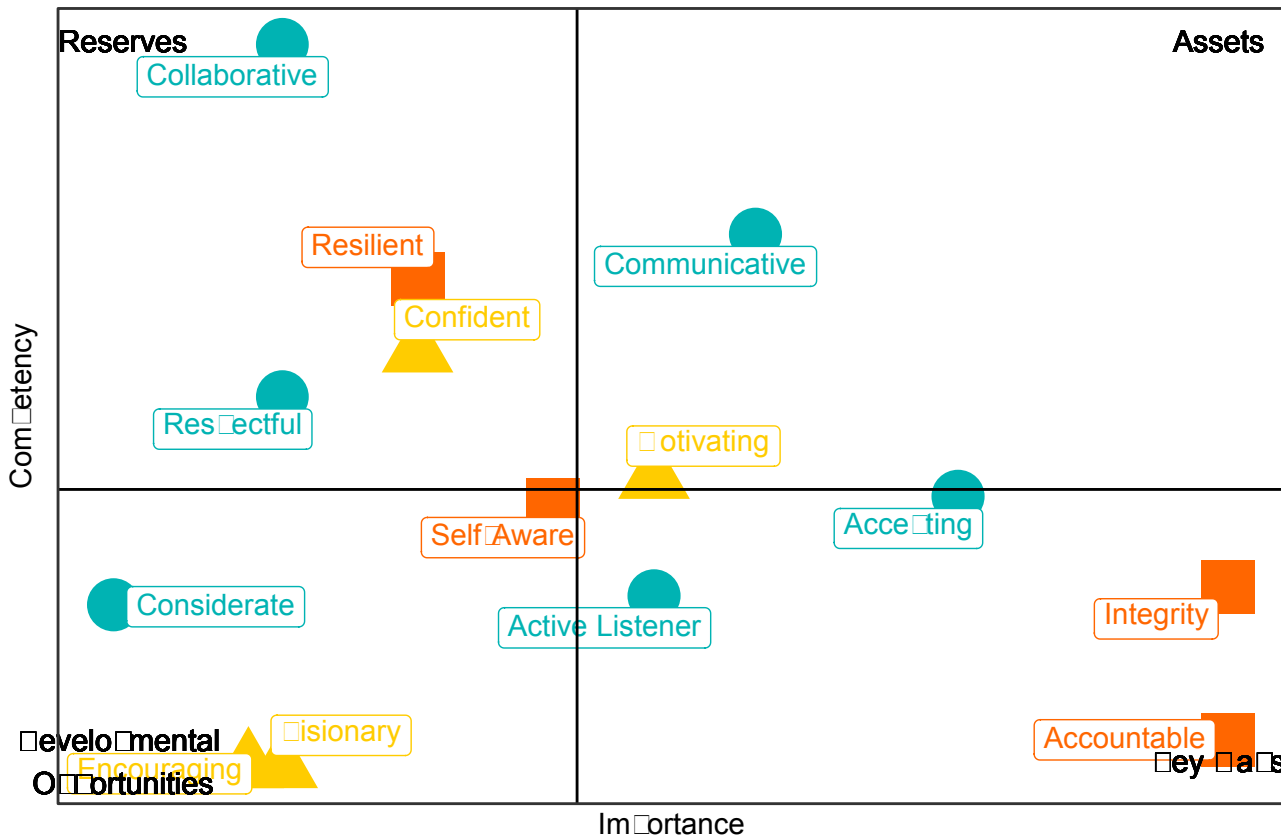 Reserves
Assets
Collaborative
Resilient
Communicative
Confident
Res□ectful
□otivating
Com□etency
Self□Aware
Acce□ting
Considerate
Active Listener
Integrity
□evelo□mental
O□□ortunities
Encouraging
□isionary
Accountable
□ey □a□s
Im□ortance